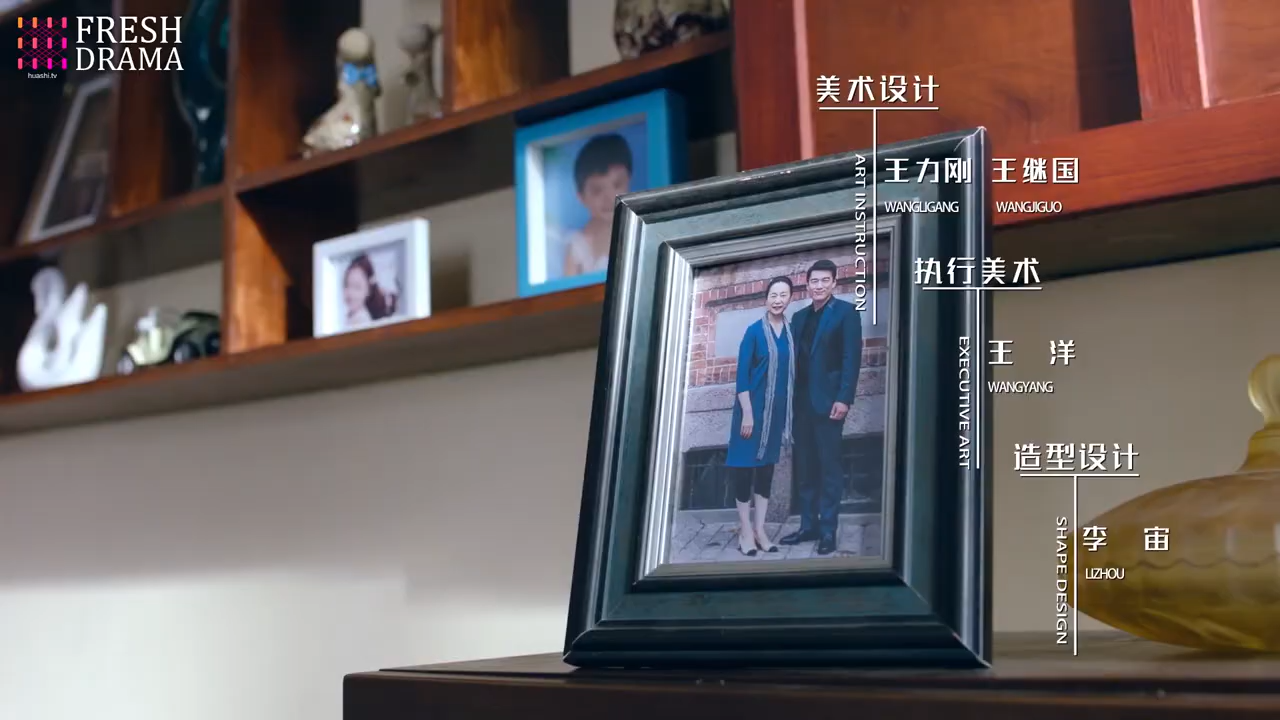 FRESH
DRAMA
huashi.tv
美术设计
ART INSTRUCTION
王力刚 王继国
WANGLIGANG WANGJIGUO
执行美术
EXECUTIVE ART
王 洋
WANGYANG
造型设计
SHAPE DESIGN
李 宙
LIZHOU